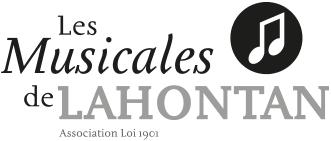 Les
Musicales
de LAHONTAN
Association Loi 1901